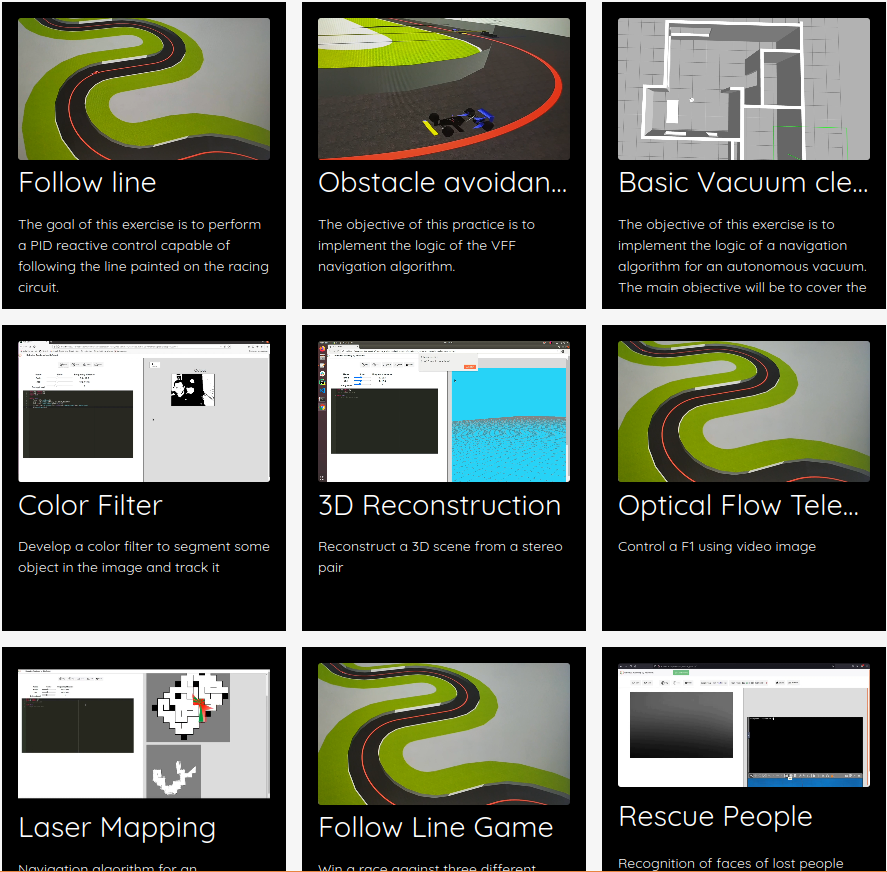 Follow line
The goal of this exercise is to perform
a PID reactive control capable of
following the line painted on the racing
circuit.
Obstacle avoidan...
The objective of this practice is to
implement the logic of the VFF
navigation algorithm.
Basic Vacuum cle...
The objective of this exercise is to
implement the logic of a navigation
algorithm for an autonomous vacuum.
The main objective will be to cover the
Color Filter
Develop a color filter to segment some
object in the image and track it
3D Reconstruction
Reconstruct a 3D scene from a stereo
pair
Optical Flow Tele...
Control a F1 using video image
Laser Mapping
Navigation algorithm for an
Follow Line Game
Win a race against three different
Rescue People
Recognition of faces of lost people